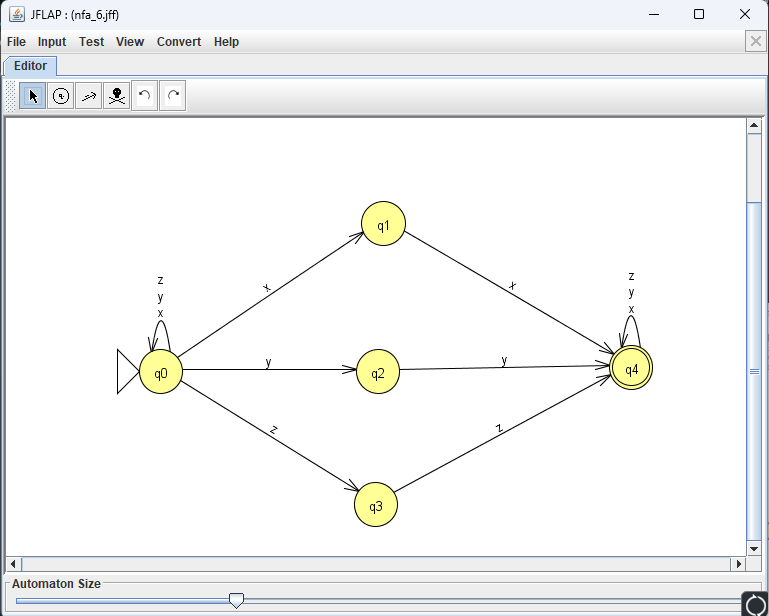 JFLAP : (nfa_6.jff)
File Input Test View Convert Help
Editor
q1
z
y
x
x
x
z
y
x
q0
y
q2
y
q4
z
z
q3
Automaton Size